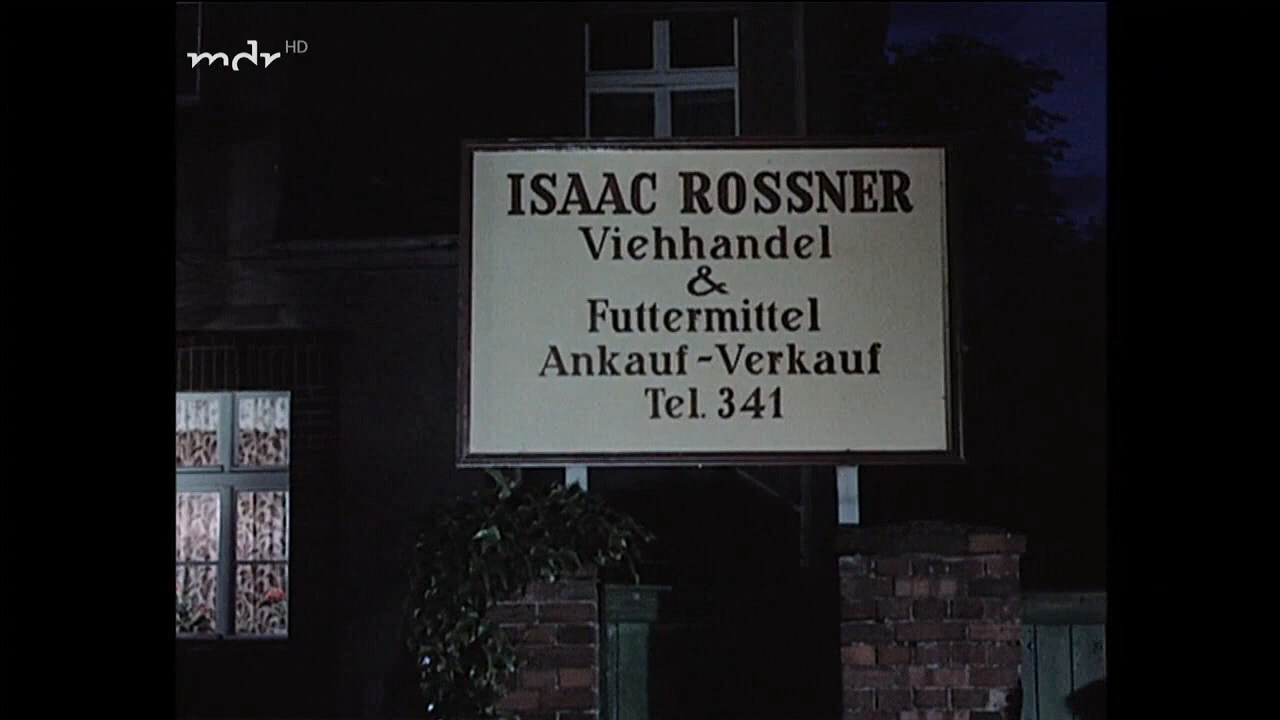 mdr HD
ISAAC ROSSNER
Viehhandel
&
Futtermittel
Ankauf - Verkauf
Tel. 341